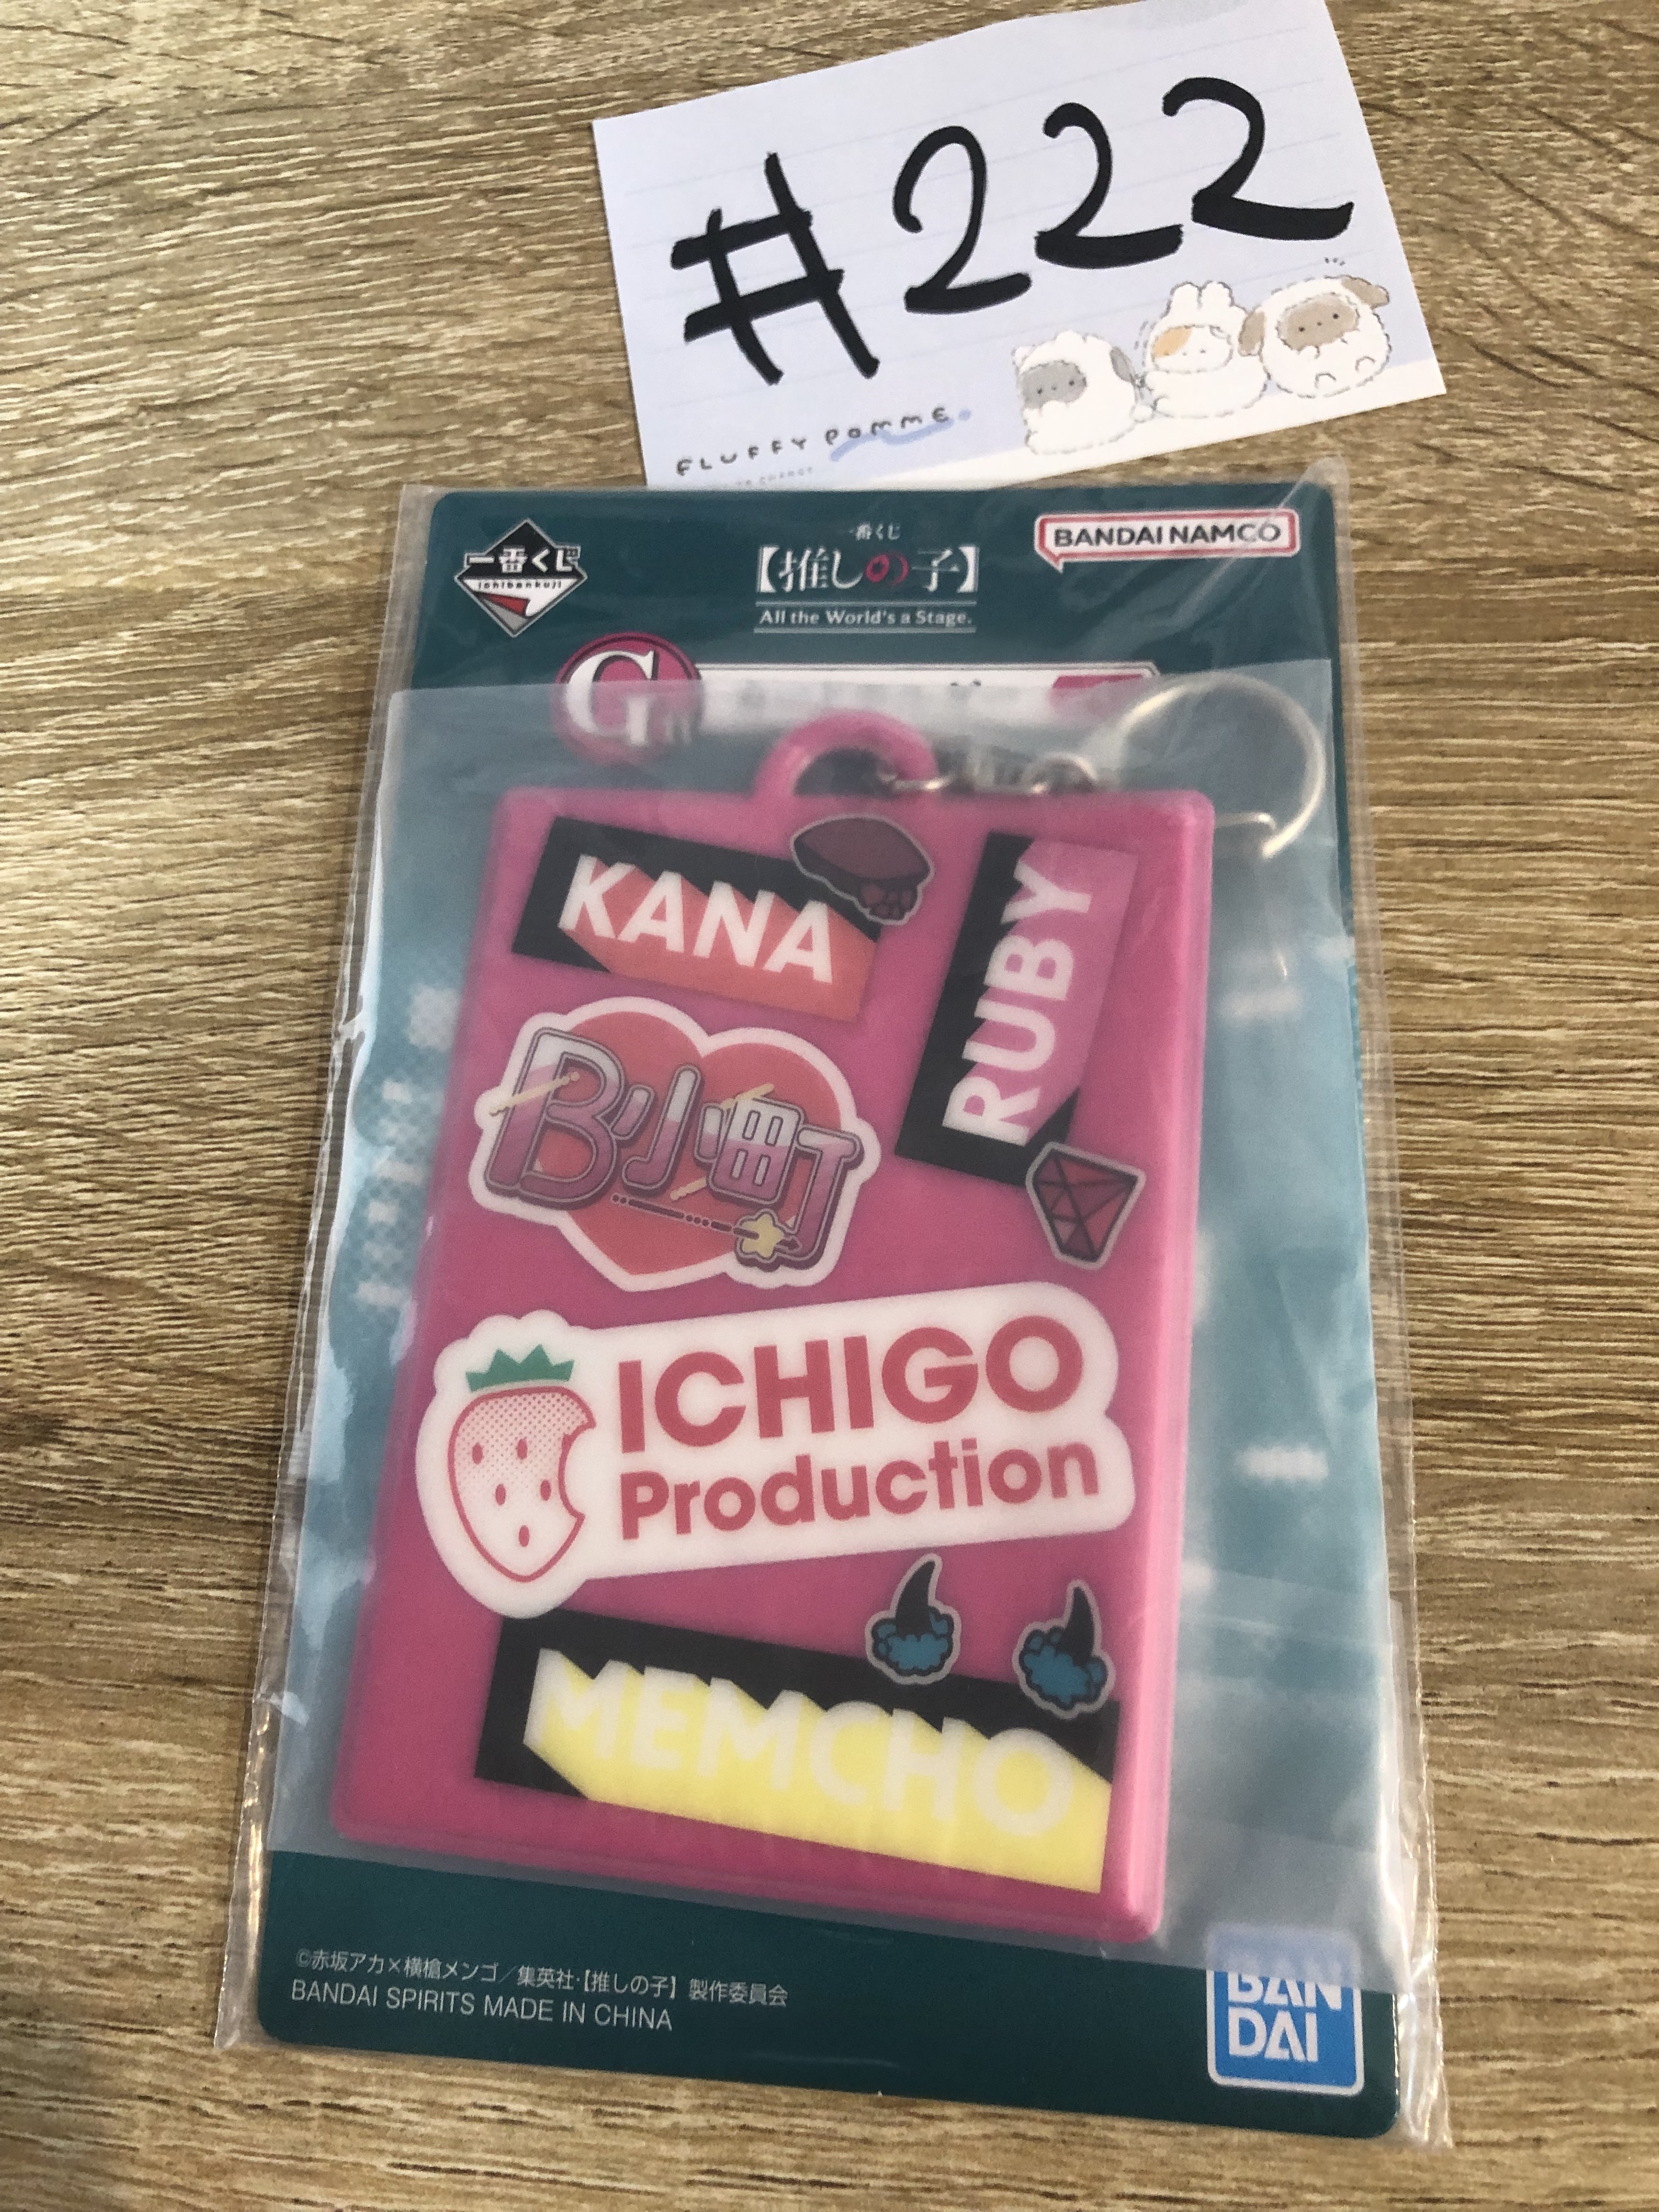 #222
FLUFFY POMME
一番くじ
ichibankuji
一番くじ
【推しの子】
All the World's a Stage.
BANDAI NAMCO
G
KANA
RUBY
B小町
ICHIGO
Production
MEMCHO
©赤坂アカ×横槍メンゴ／集英社・【推しの子】製作委員会
BANDAI SPIRITS MADE IN CHINA
BAN
DAI